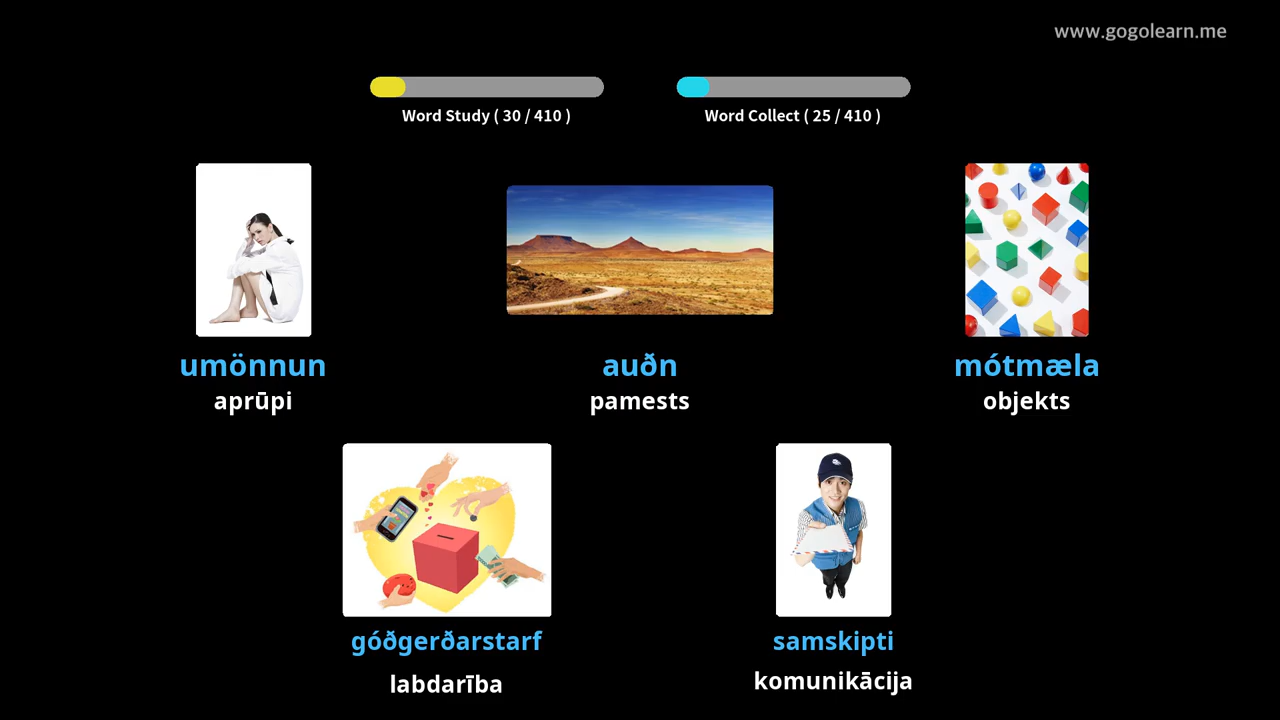 www.gogolearn.me
Word Study ( 30 / 410 )
Word Collect ( 25 / 410 )
umönnun
aprūpi
auðn
pamests
mótmæla
objekts
góðgerðarstarf
labdarība
samskipti
komunikācija